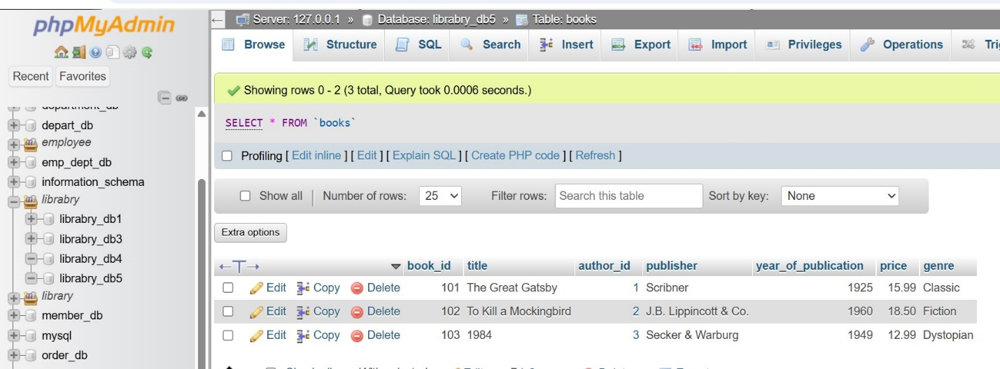 phpMyAdmin
Recent Favorites
department_db
depart_db
employee
emp_dept_db
information_schema
librabry
librabry_db1
librabry_db3
librabry_db4
librabry_db5
library
member_db
mysql
order_db
Server: 127.0.0.1 » Database: librabry_db5 » Table: books
Browse Structure SQL Search Insert Export Import Privileges Operations
Showing rows 0 - 2 (3 total, Query took 0.0006 seconds.)
SELECT * FROM `books`
Profiling [ Edit inline ] [ Edit ] [ Explain SQL ] [ Create PHP code ] [ Refresh ]
Show all Number of rows: 25 Filter rows: Search this table Sort by key: None
Extra options
←T→ book_id title author_id publisher year_of_publication price genre
Edit Copy Delete 101 The Great Gatsby 1 Scribner 1925 15.99 Classic
Edit Copy Delete 102 To Kill a Mockingbird 2 J.B. Lippincott & Co. 1960 18.50 Fiction
Edit Copy Delete 103 1984 3 Secker & Warburg 1949 12.99 Dystopian